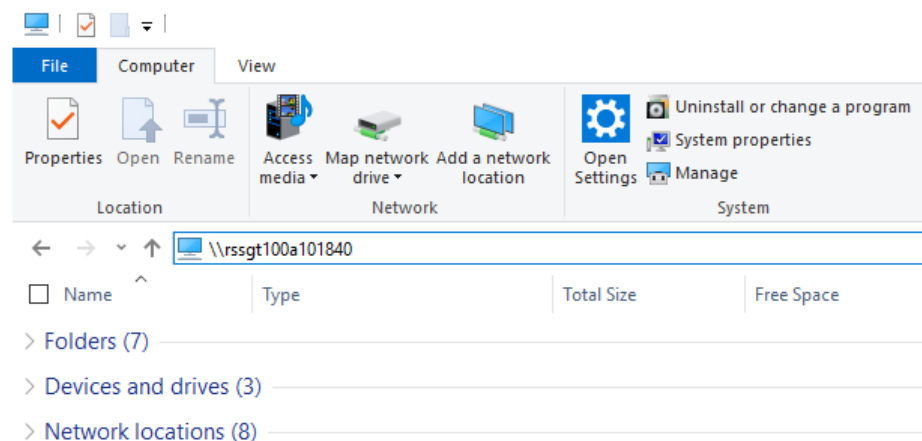 File Computer View
Properties Open Rename Access media Map network drive Add a network location Open Settings Uninstall or change a program
System properties
Manage
Location Network System
\\rssgt100a101840
Name Type Total Size Free Space
Folders (7)
Devices and drives (3)
Network locations (8)